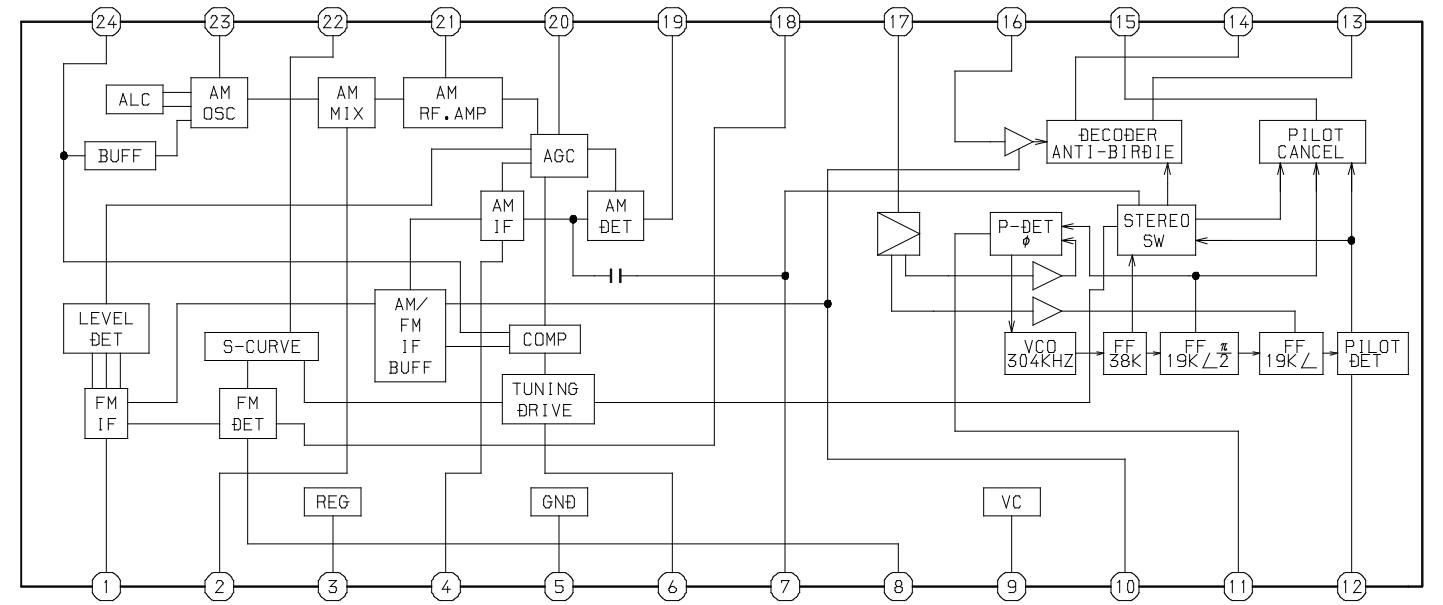 24 23 22 21 20 19 18 17 16 15 14 13
ALC
AM
OSC
AM
MIX
AM
RF.AMP
BUFF
AGC
DECODER
ANTI-BIRDIE
PILOT
CANCEL
AM
IF
AM
DET
P-DET
φ
STEREO
SW
LEVEL
DET
S-CURVE
AM/
FM
IF
BUFF
COMP
VCO
304KHZ
FF
38K
FF
19K∠π/2
FF
19K∠
PILOT
DET
FM
IF
FM
DET
TUNING
DRIVE
REG
GND
VC
1 2 3 4 5 6 7 8 9 10 11 12